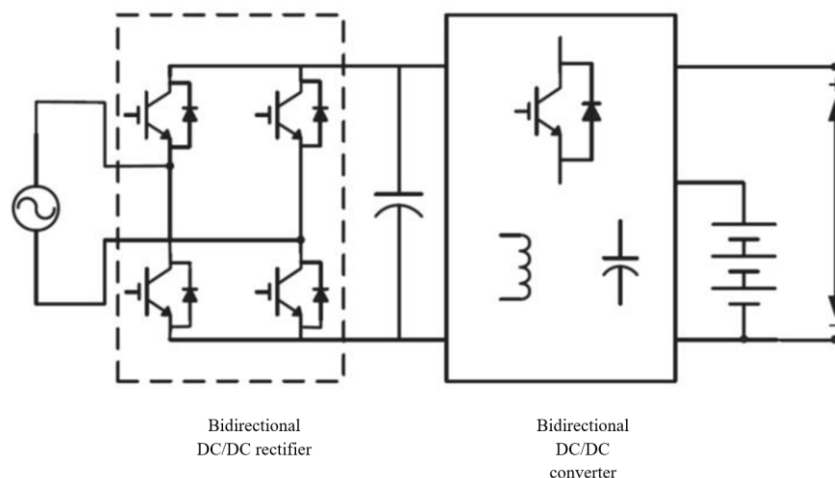 Bidirectional
DC/DC rectifier
Bidirectional
DC/DC
converter
+
-